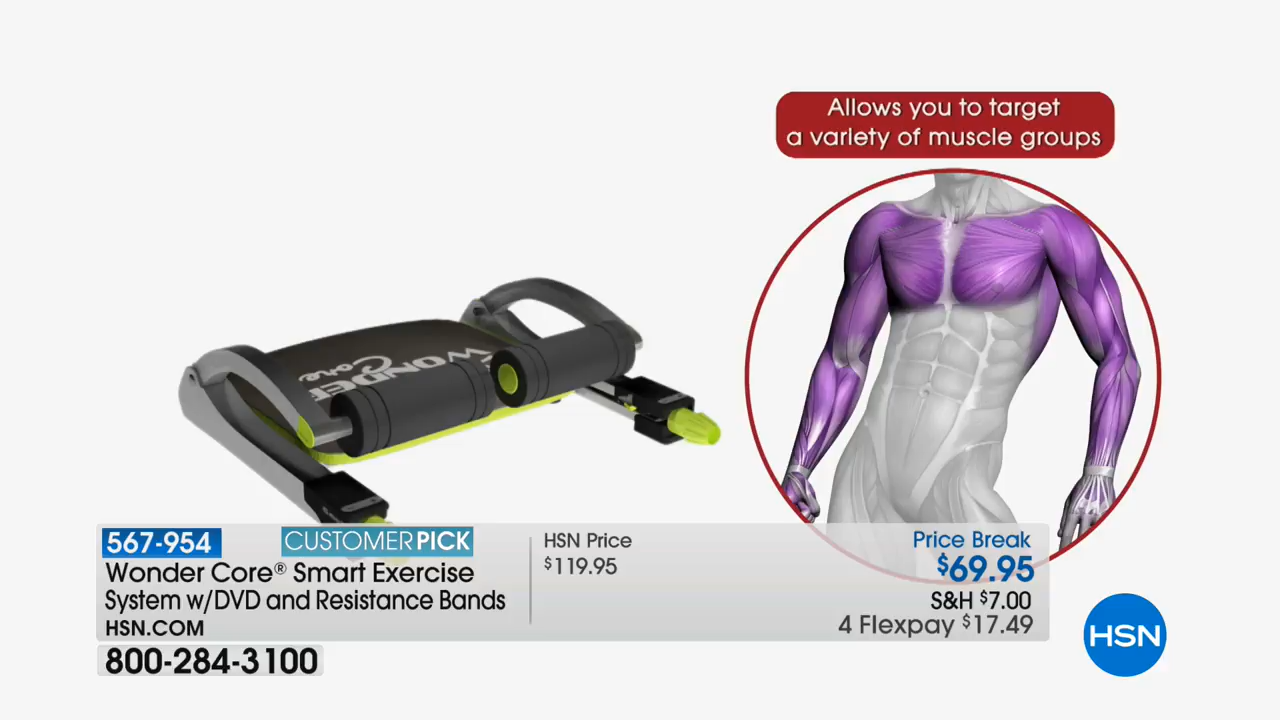 Allows you to target
a variety of muscle groups
WONDER
Core
567-954
CUSTOMERPICK
Wonder Core® Smart Exercise
System w/DVD and Resistance Bands
HSN.COM
800-284-3100
HSN Price
$119.95
Price Break
$69.95
S&H $7.00
4 Flexpay $17.49
HSN